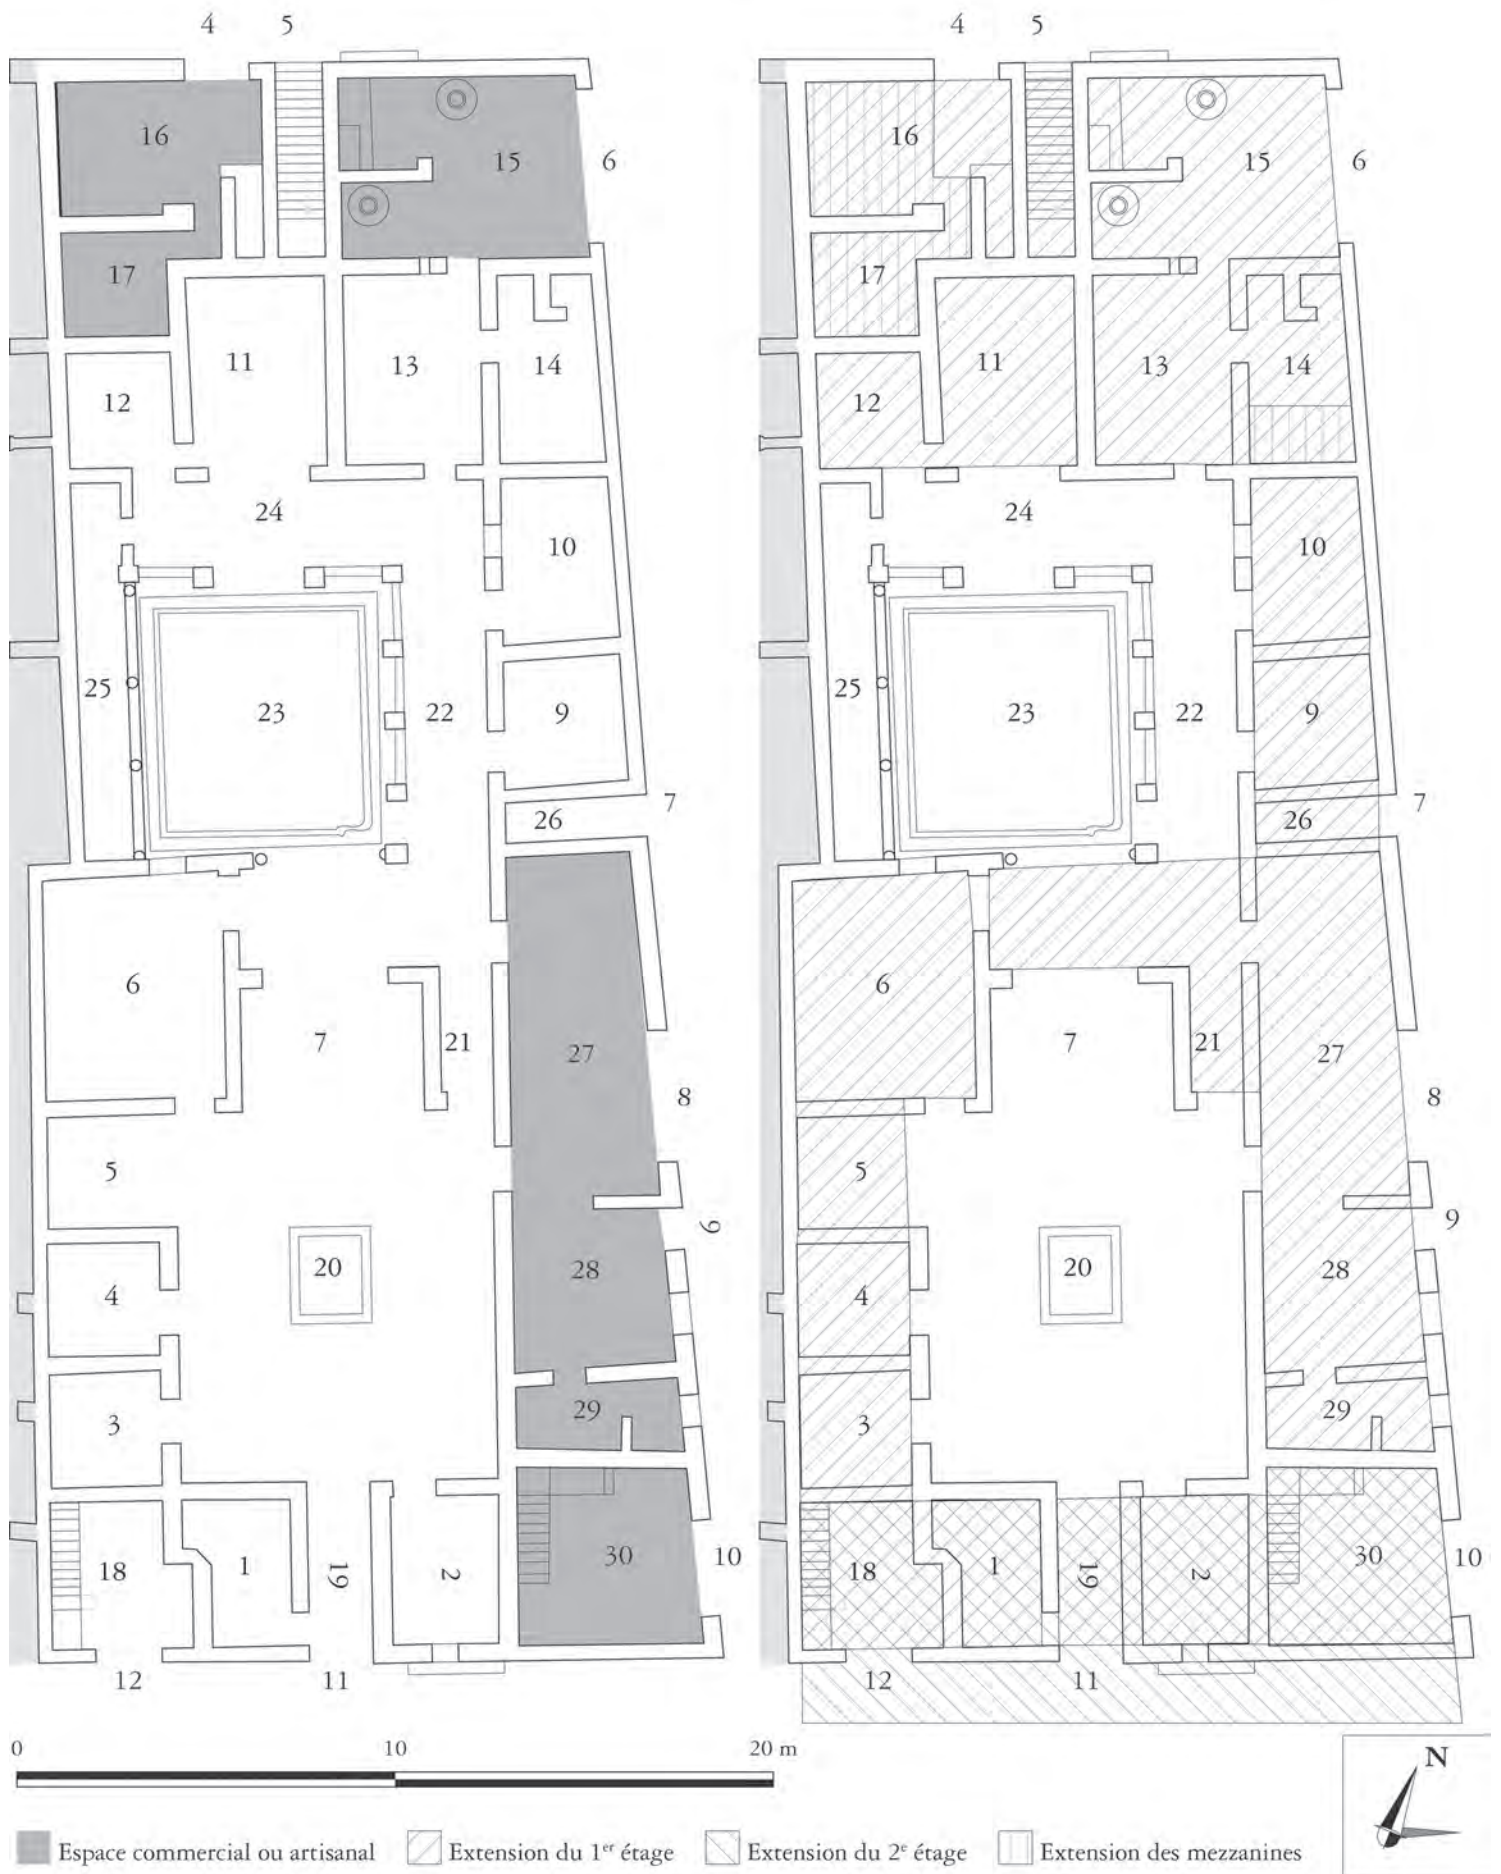 4 5 4 5
16 15 6 16 15 6
17 17
11 13 14 11 13 14
12 12
24 24
10 10
25 23 22 9 25 23 22 9
26 7 26 7
6 6
7 21 27 7 21 27
8 8
5 5
9 9
4 20 28 4 20 28
3 29 3 29
18 1 19 2 30 10 18 1 19 2 30 10
12 11 12 11
0 10 20 m
N
Espace commercial ou artisanal Extension du 1er étage Extension du 2e étage Extension des mezzanines